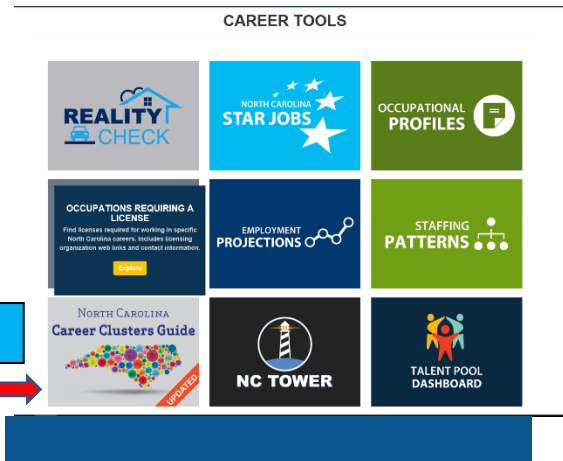 CAREER TOOLS
REALITY
CHECK
NORTH CAROLINA
STAR JOBS
OCCUPATIONAL
PROFILES
OCCUPATIONS REQUIRING A
LICENSE
Find licenses required for working in specific
North Carolina careers. Includes licensing
organization web links and contact information.
Explore
EMPLOYMENT
PROJECTIONS
STAFFING
PATTERNS
NORTH CAROLINA
Career Clusters Guide
UPDATED
NC TOWER
TALENT POOL
DASHBOARD